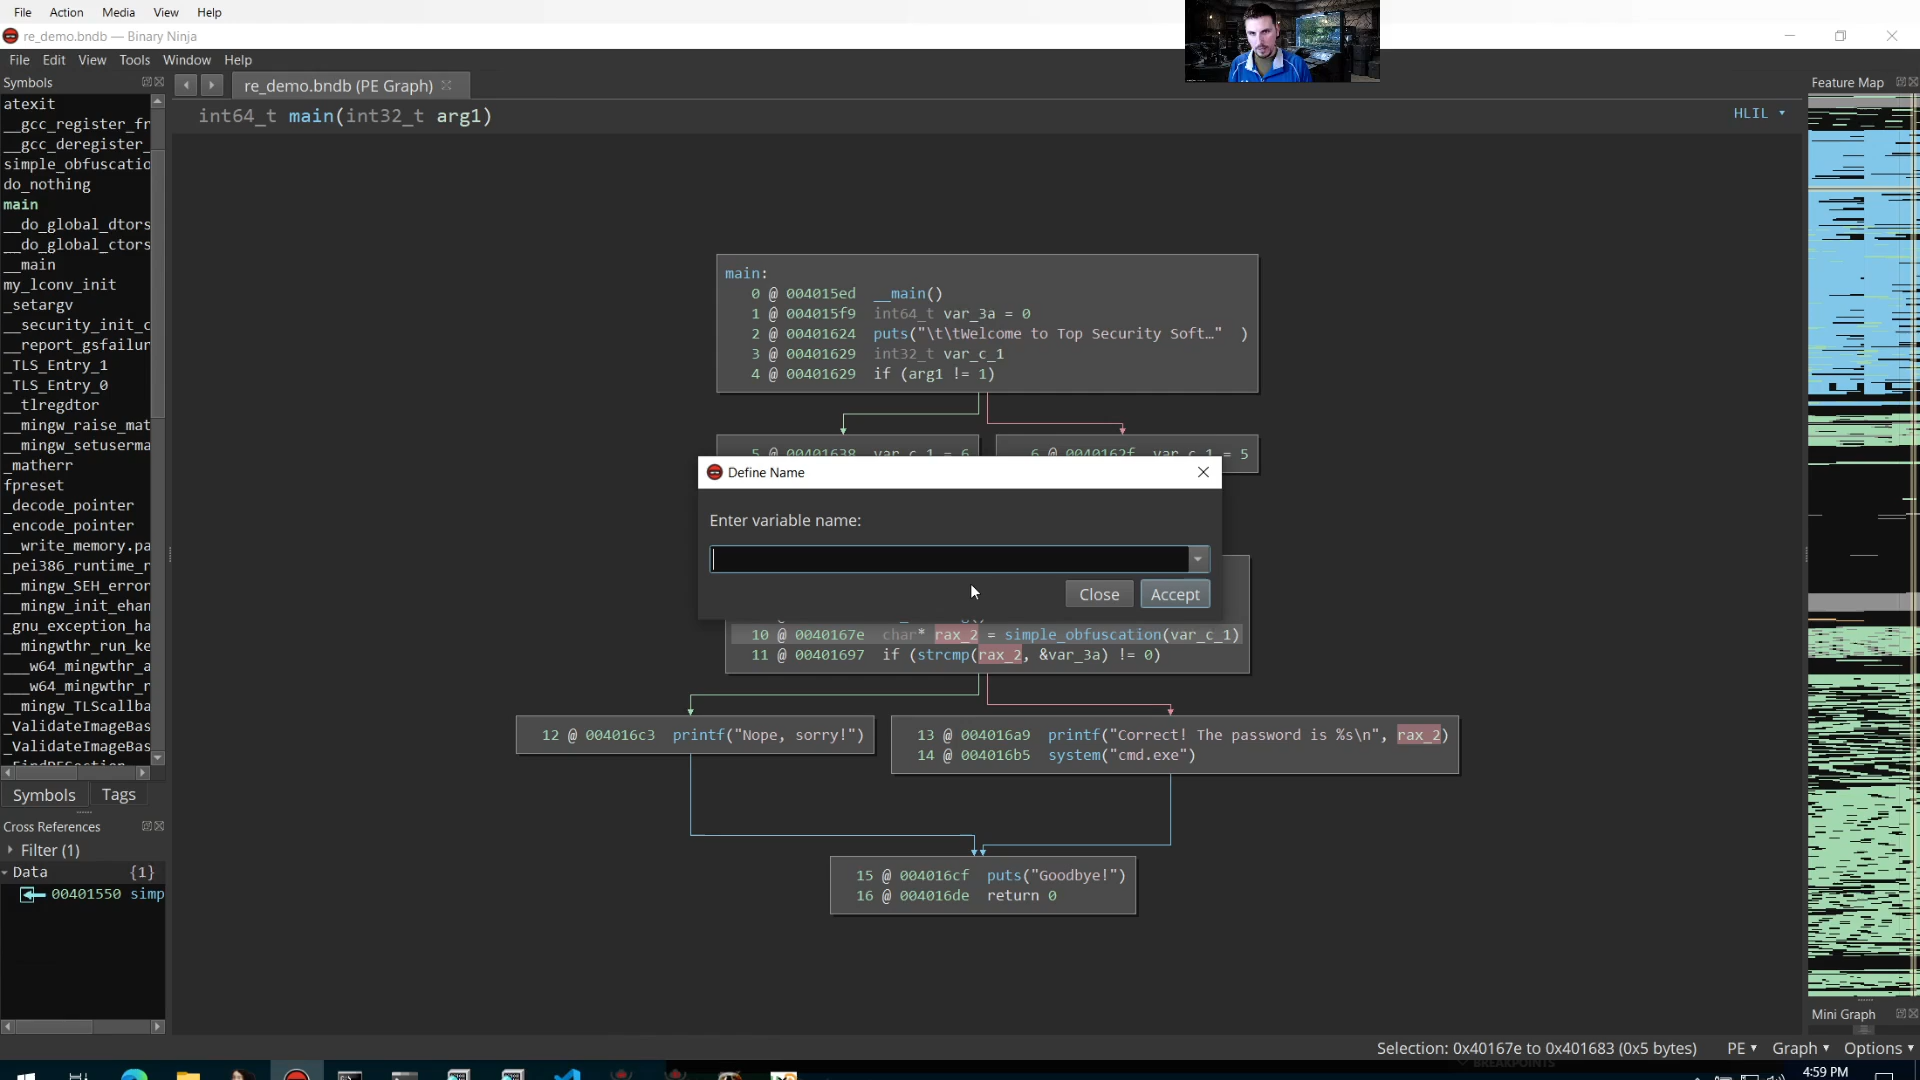 File Action Media View Help
re_demo.bndb — Binary Ninja
File Edit View Tools Window Help
Symbols
atexit
__gcc_register_fr
__gcc_deregister_
simple_obfuscatio
do_nothing
main
__do_global_dtors
__do_global_ctors
__main
my_lconv_init
_setargv
__security_init_c
__report_gsfailur
_TLS_Entry_1
_TLS_Entry_0
__tlregdtor
__mingw_raise_mat
__mingw_setuserma
_matherr
fpreset
_decode_pointer
_encode_pointer
__write_memory.pa
_pei386_runtime_r
__mingw_SEH_error
__mingw_init_ehan
_gnu_exception_ha
__mingwthr_run_ke
___w64_mingwthr_a
___w64_mingwthr_r
__mingw_TLScallba
_ValidateImageBas
_ValidateImageBas
Symbols Tags
Cross References
Filter (1)
Data {1}
00401550 simp
re_demo.bndb (PE Graph)
int64_t main(int32_t arg1)
HLIL
main:
0 @ 004015ed __main()
1 @ 004015f9 int64_t var_3a = 0
2 @ 00401624 puts("\t\tWelcome to Top Security Soft…" )
3 @ 00401629 int32_t var_c_1
4 @ 00401629 if (arg1 != 1)
5 @ 00401638 var_c_1 = 6
6 @ 0040162f var_c_1 = 5
Define Name
Enter variable name:
Close Accept
10 @ 0040167e char* rax_2 = simple_obfuscation(var_c_1)
11 @ 00401697 if (strcmp(rax_2, &var_3a) != 0)
12 @ 004016c3 printf("Nope, sorry!")
13 @ 004016a9 printf("Correct! The password is %s\n", rax_2)
14 @ 004016b5 system("cmd.exe")
15 @ 004016cf puts("Goodbye!")
16 @ 004016de return 0
Feature Map
Mini Graph
Selection: 0x40167e to 0x401683 (0x5 bytes) PE Graph Options
BREAKPOINTS
4:59 PM